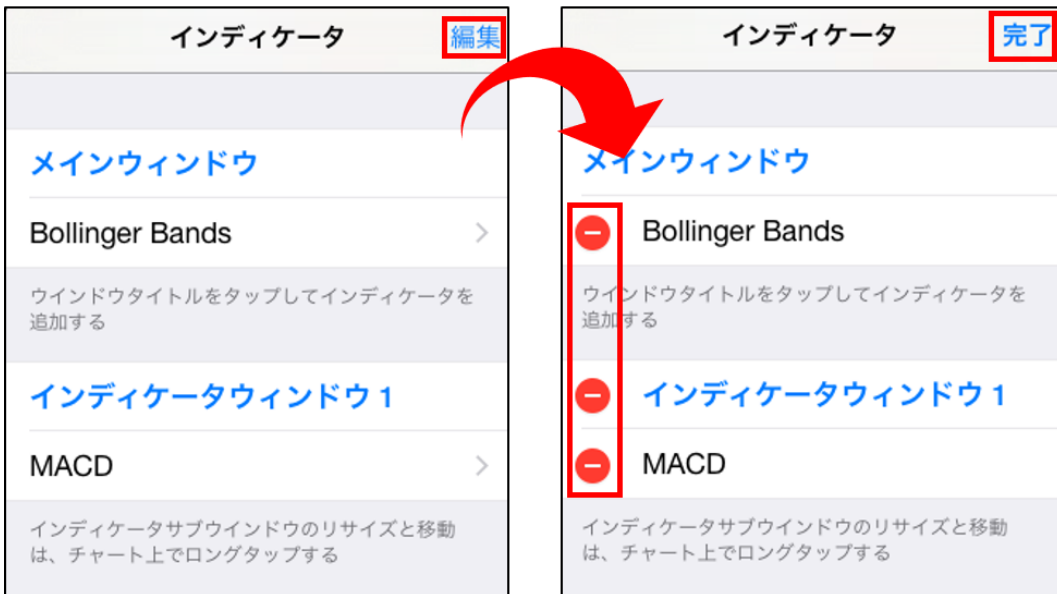 インディケータ 編集
メインウィンドウ
Bollinger Bands
ウインドウタイトルをタップしてインディケータを
追加する
インディケータウィンドウ 1
MACD
インディケータサブウインドウのリサイズと移動
は、チャート上でロングタップする
インディケータ 完了
メインウィンドウ
Bollinger Bands
ウインドウタイトルをタップしてインディケータを
追加する
インディケータウィンドウ 1
MACD
インディケータサブウインドウのリサイズと移動
は、チャート上でロングタップする